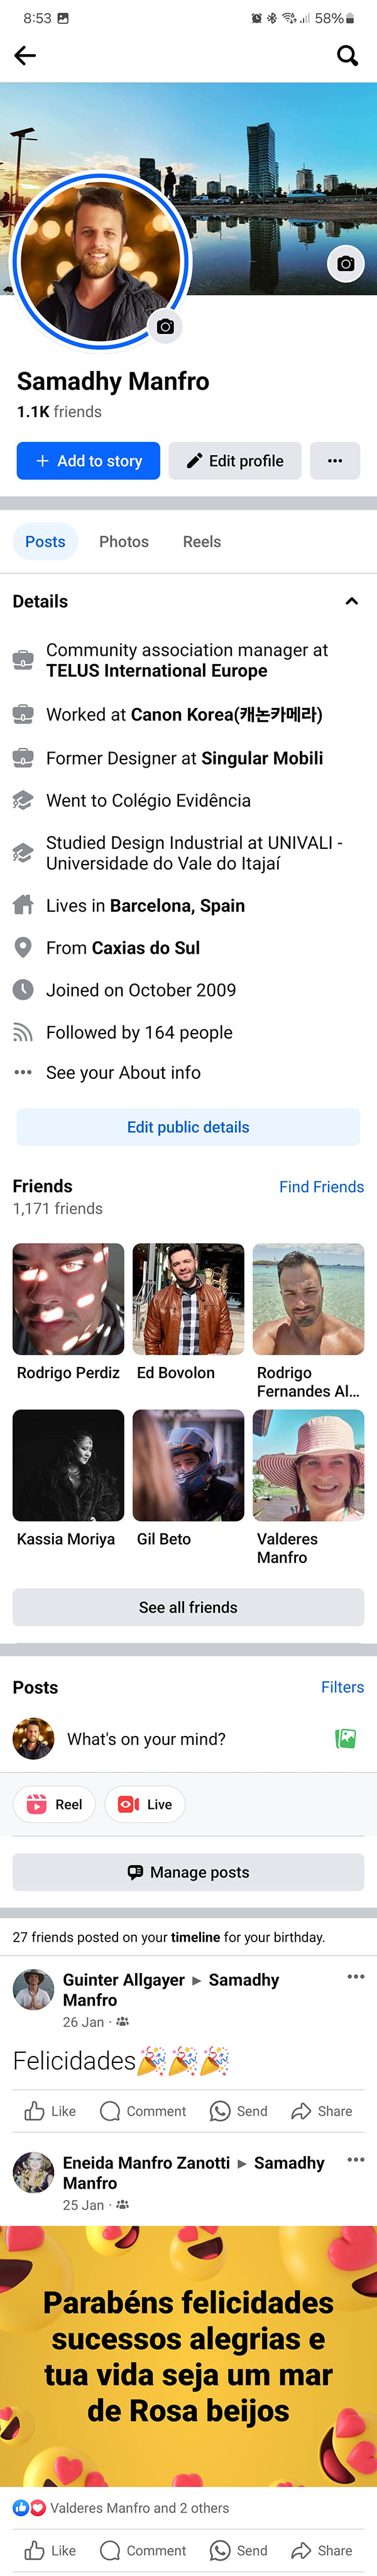 8:53
58%
Samadhy Manfro
1.1K friends
Add to story
Edit profile
Posts
Photos
Reels
Details
Community association manager at
TELUS International Europe
Worked at Canon Korea(캐논카메라)
Former Designer at Singular Mobili
Went to Colégio Evidência
Studied Design Industrial at UNIVALI -
Universidade do Vale do Itajaí
Lives in Barcelona, Spain
From Caxias do Sul
Joined on October 2009
Followed by 164 people
See your About info
Edit public details
Friends
Find Friends
1,171 friends
Rodrigo Perdiz
Ed Bovolon
Rodrigo
Fernandes Al...
Kassia Moriya
Gil Beto
Valderes
Manfro
See all friends
Posts
Filters
What's on your mind?
Reel
Live
Manage posts
27 friends posted on your timeline for your birthday.
Guinter Allgayer ▸ Samadhy
Manfro
26 Jan ·
Felicidades🎉🎉🎉
Like
Comment
Send
Share
Eneida Manfro Zanotti ▸ Samadhy
Manfro
25 Jan ·
Parabéns felicidades
sucessos alegrias e
tua vida seja um mar
de Rosa beijos
Valderes Manfro and 2 others
Like
Comment
Send
Share